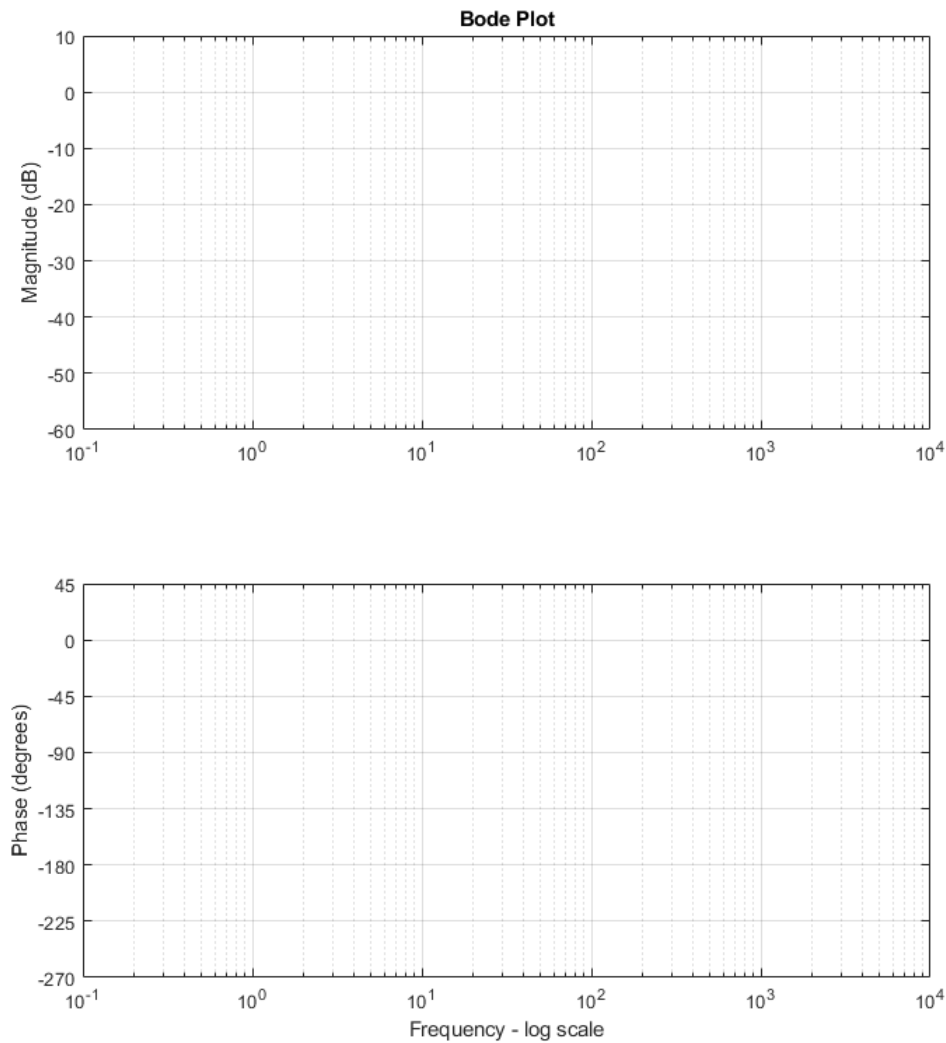 Bode Plot
10
0
-10
-20
-30
-40
-50
-60
Magnitude (dB)
10^-1 10^0 10^1 10^2 10^3 10^4
45
0
-45
-90
-135
-180
-225
-270
Phase (degrees)
10^-1 10^0 10^1 10^2 10^3 10^4
Frequency - log scale